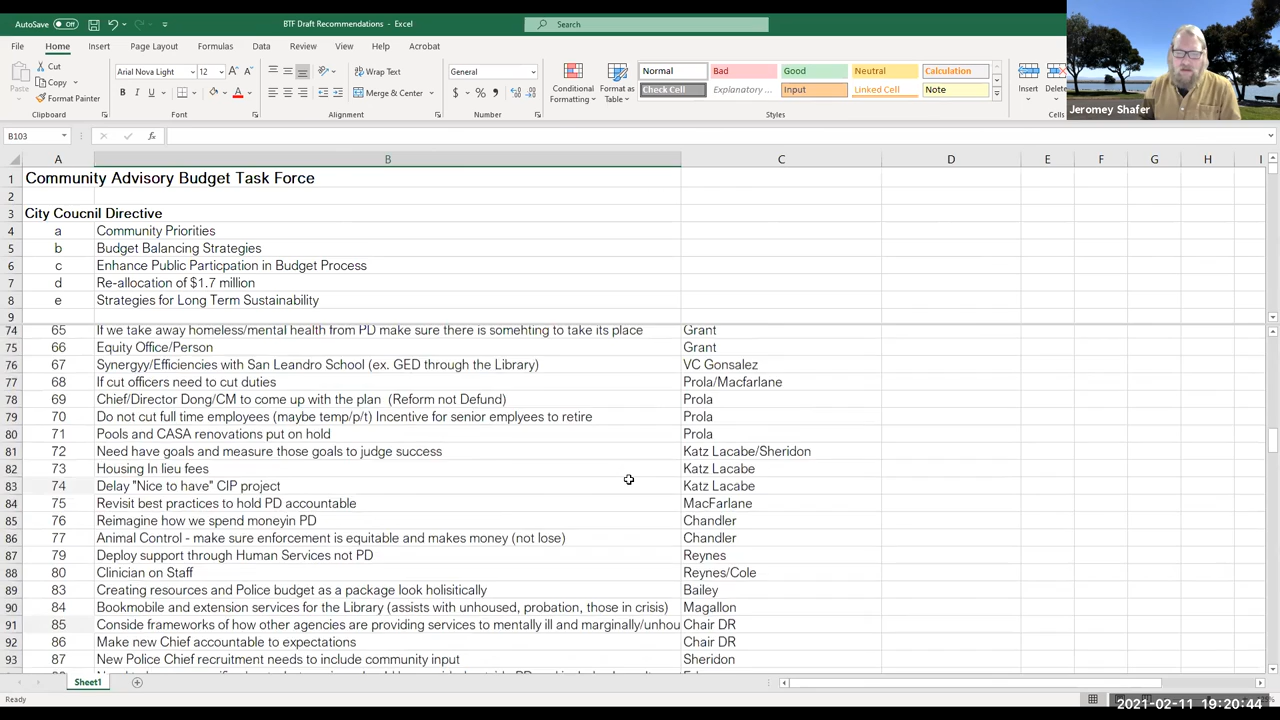 AutoSave Off BTF Draft Recommendations - Excel Search
File Home Insert Page Layout Formulas Data Review View Help Acrobat
Paste Cut Copy Format Painter Arial Nova Light 12 Wrap Text Merge & Center General Conditional Formatting Format as Table Normal Bad Good Neutral Calculation Check Cell Explanatory ... Input Linked Cell Note Insert Delete
Clipboard Font Alignment Number Styles Cells
Jeromey Shafer
B103 fx
A B C D E F G H I
1 Community Advisory Budget Task Force
2
3 City Coucnil Directive
4 a Community Priorities
5 b Budget Balancing Strategies
6 c Enhance Public Particpation in Budget Process
7 d Re-allocation of $1.7 million
8 e Strategies for Long Term Sustainability
9
74 65 If we take away homeless/mental health from PD make sure there is somehting to take its place Grant
75 66 Equity Office/Person Grant
76 67 Synergyy/Efficiencies with San Leandro School (ex. GED through the Library) VC Gonsalez
77 68 If cut officers need to cut duties Prola/Macfarlane
78 69 Chief/Director Dong/CM to come up with the plan (Reform not Defund) Prola
79 70 Do not cut full time employees (maybe temp/p/t) Incentive for senior emplyees to retire Prola
80 71 Pools and CASA renovations put on hold Prola
81 72 Need have goals and measure those goals to judge success Katz Lacabe/Sheridon
82 73 Housing In lieu fees Katz Lacabe
83 74 Delay "Nice to have" CIP project Katz Lacabe
84 75 Revisit best practices to hold PD accountable MacFarlane
85 76 Reimagine how we spend moneyin PD Chandler
86 77 Animal Control - make sure enforcement is equitable and makes money (not lose) Chandler
87 79 Deploy support through Human Services not PD Reynes
88 80 Clinician on Staff Reynes/Cole
89 83 Creating resources and Police budget as a package look holisitically Bailey
90 84 Bookmobile and extension services for the Library (assists with unhoused, probation, those in crisis) Magallon
91 85 Conside frameworks of how other agencies are providing services to mentally ill and marginally/unhou Chair DR
92 86 Make new Chief accountable to expectations Chair DR
93 87 New Police Chief recruitment needs to include community input Sheridon
Sheet1
Ready
2021-02-11 19:20:44